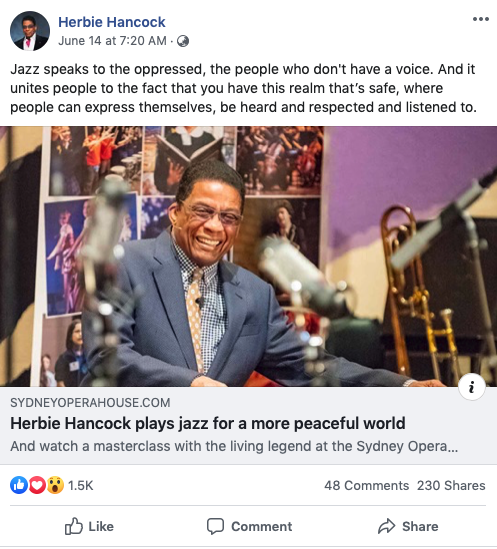 Herbie Hancock
June 14 at 7:20 AM ·
Jazz speaks to the oppressed, the people who don't have a voice. And it
unites people to the fact that you have this realm that's safe, where
people can express themselves, be heard and respected and listened to.
SYDNEYOPERAHOUSE.COM
Herbie Hancock plays jazz for a more peaceful world
And watch a masterclass with the living legend at the Sydney Opera...
1.5K 48 Comments 230 Shares
Like Comment Share